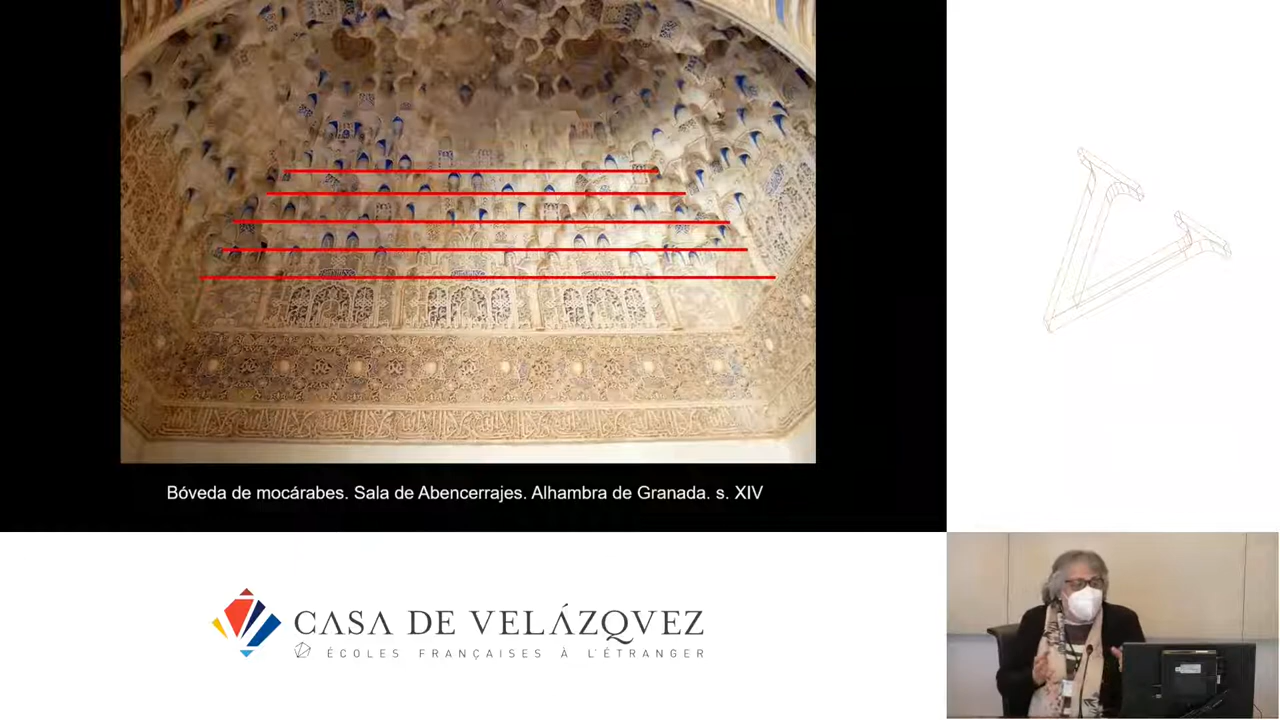 Bóveda de mocárabes. Sala de Abencerrajes. Alhambra de Granada. s. XIV
CASA DE VELÁZQVEZ
ÉCOLES FRANÇAISES À L'ÉTRANGER